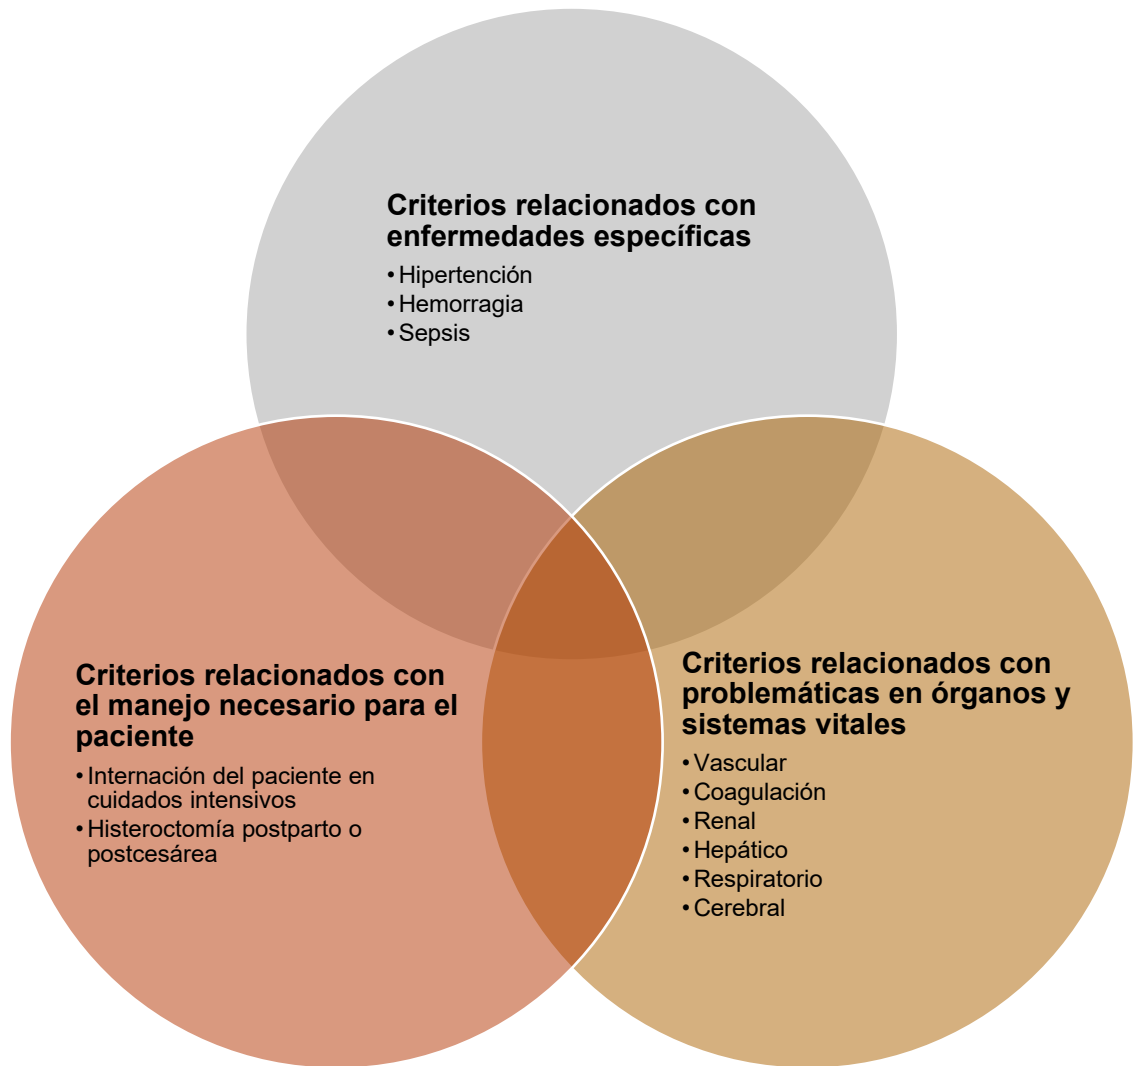 Criterios relacionados con
enfermedades específicas
• Hipertención
• Hemorragia
• Sepsis
Criterios relacionados con
el manejo necesario para el
paciente
• Internación del paciente en
cuidados intensivos
• Histeroctomía postparto o
postcesárea
Criterios relacionados con
problemáticas en órganos y
sistemas vitales
• Vascular
• Coagulación
• Renal
• Hepático
• Respiratorio
• Cerebral